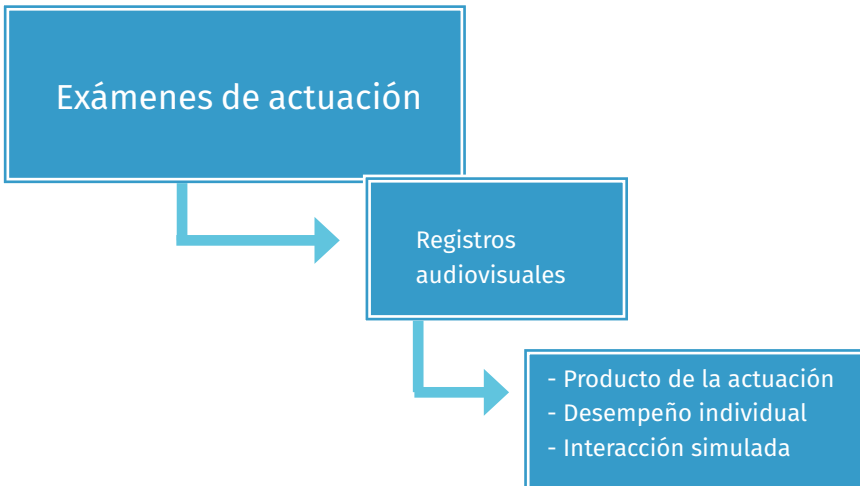 Exámenes de actuación
Registros
audiovisuales
- Producto de la actuación
- Desempeño individual
- Interacción simulada